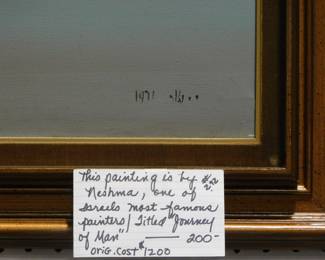 This painting is by
Neshma, one of
Israels most famous
painters/Titled "Journey
of Man" — 200-
Orig. Cost $1200